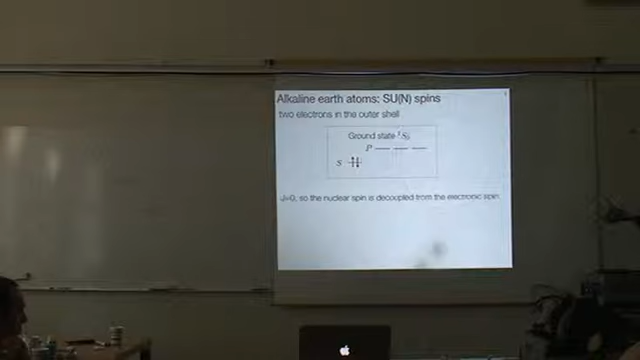 Alkaline earth atoms: SU(N) spins
two electrons in the outer shell
Ground state ¹S₀
P
S
J=0, so the nuclear spin is decoupled from the electronic spin